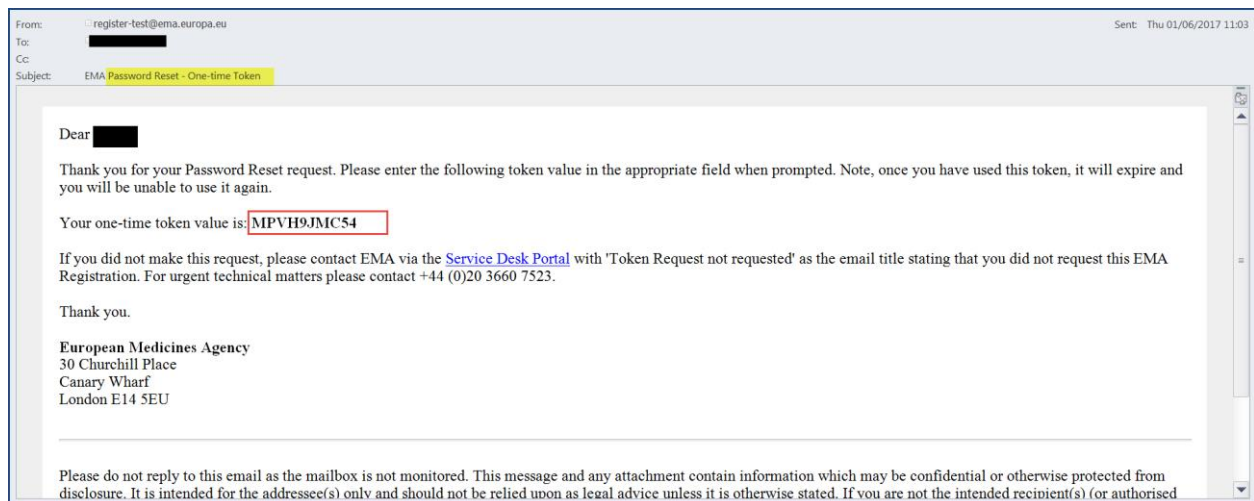 From: register-test@ema.europa.eu Sent: Thu 01/06/2017 11:03
To:
Cc:
Subject: EMA Password Reset - One-time Token
Dear
Thank you for your Password Reset request. Please enter the following token value in the appropriate field when prompted. Note, once you have used this token, it will expire and
you will be unable to use it again.
Your one-time token value is: MPVH9JMC54
If you did not make this request, please contact EMA via the Service Desk Portal with 'Token Request not requested' as the email title stating that you did not request this EMA
Registration. For urgent technical matters please contact +44 (0)20 3660 7523.
Thank you.
European Medicines Agency
30 Churchill Place
Canary Wharf
London E14 5EU
Please do not reply to this email as the mailbox is not monitored. This message and any attachment contain information which may be confidential or otherwise protected from
disclosure. It is intended for the addressee(s) only and should not be relied upon as legal advice unless it is otherwise stated. If you are not the intended recipient(s) (or authorised